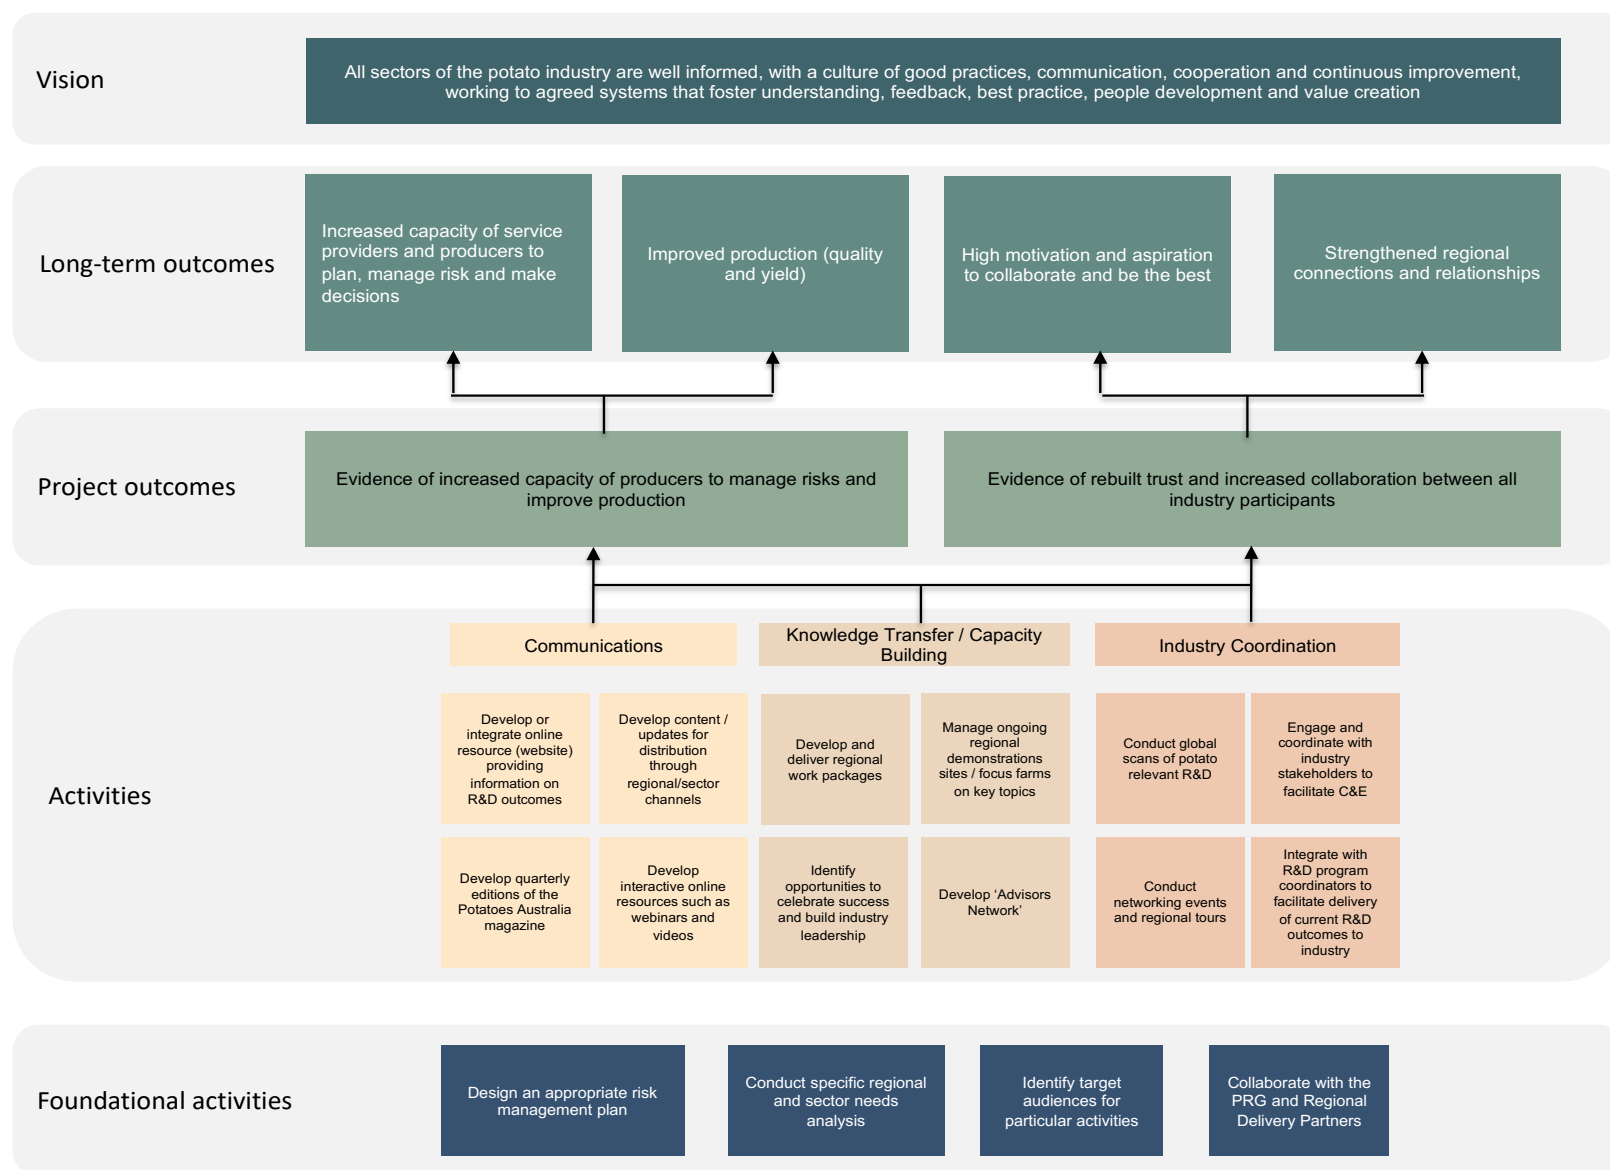 Vision
All sectors of the potato industry are well informed, with a culture of good practices, communication, cooperation and continuous improvement,
working to agreed systems that foster understanding, feedback, best practice, people development and value creation
Long-term outcomes
Increased capacity of service
providers and producers to
plan, manage risk and make
decisions
Improved production (quality
and yield)
High motivation and aspiration
to collaborate and be the best
Strengthened regional
connections and relationships
Project outcomes
Evidence of increased capacity of producers to manage risks and
improve production
Evidence of rebuilt trust and increased collaboration between all
industry participants
Activities
Communications
Knowledge Transfer / Capacity
Building
Industry Coordination
Develop or
integrate online
resource (website)
providing
information on
R&D outcomes
Develop content /
updates for
distribution
through
regional/sector
channels
Develop and
deliver regional
work packages
Manage ongoing
regional
demonstrations
sites / focus farms
on key topics
Conduct global
scans of potato
relevant R&D
Engage and
coordinate with
industry
stakeholders to
facilitate C&E
Develop quarterly
editions of the
Potatoes Australia
magazine
Develop
interactive online
resources such as
webinars and
videos
Identify
opportunities to
celebrate success
and build industry
leadership
Develop ‘Advisors
Network’
Conduct
networking events
and regional tours
Integrate with
R&D program
coordinators to
facilitate delivery
of current R&D
outcomes to
industry
Foundational activities
Design an appropriate risk
management plan
Conduct specific regional
and sector needs
analysis
Identify target
audiences for
particular activities
Collaborate with the
PRG and Regional
Delivery Partners